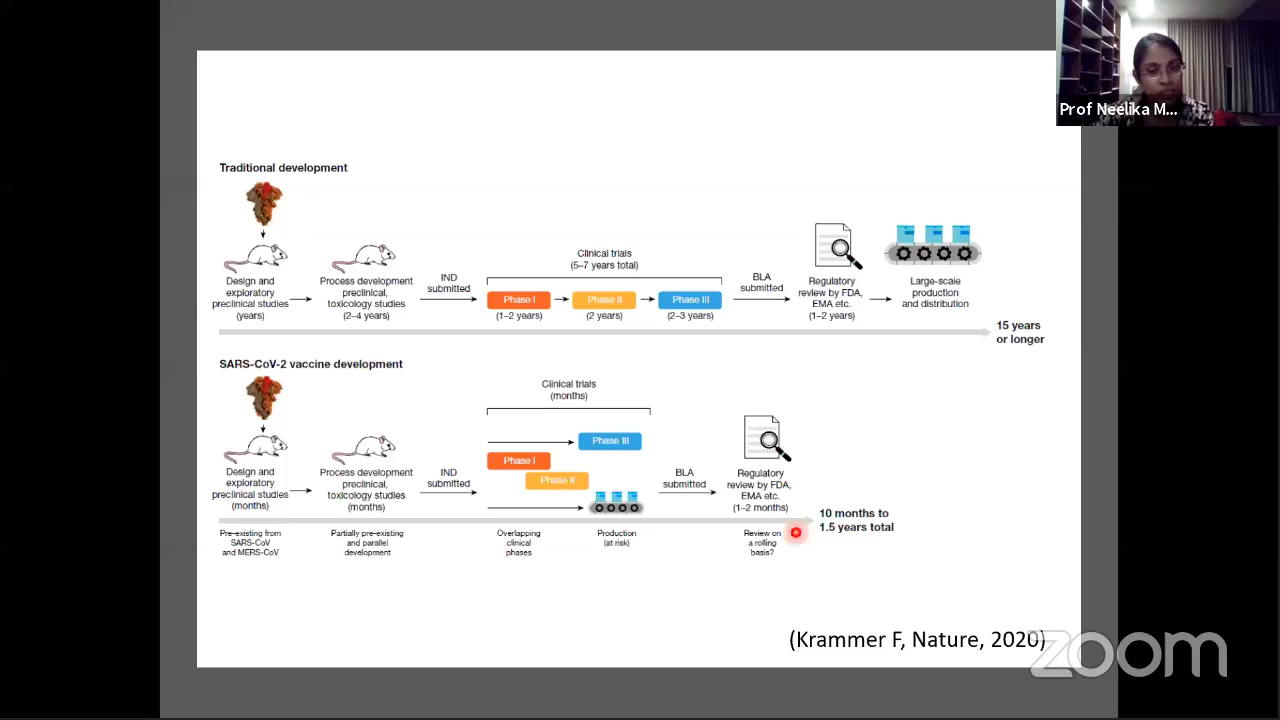 Prof Neelika M...
Traditional development
Clinical trials
(5–7 years total)
Design and
exploratory
preclinical studies
(years)
Process development
preclinical,
toxicology studies
(2–4 years)
IND
submitted
Phase I
(1–2 years)
Phase II
(2 years)
Phase III
(2–3 years)
BLA
submitted
Regulatory
review by FDA,
EMA etc.
(1–2 years)
Large-scale
production
and distribution
15 years
or longer
SARS-CoV-2 vaccine development
Clinical trials
(months)
Design and
exploratory
preclinical studies
(months)
Process development
preclinical,
toxicology studies
(months)
IND
submitted
Phase III
Phase I
Phase II
BLA
submitted
Regulatory
review by FDA,
EMA etc.
(1–2 months)
10 months to
1.5 years total
Pre-existing from
SARS-CoV
and MERS-CoV
Partially pre-existing
and parallel
development
Overlapping
clinical
phases
Production
(at risk)
Review on
a rolling
basis?
(Krammer F, Nature, 2020)
zoom